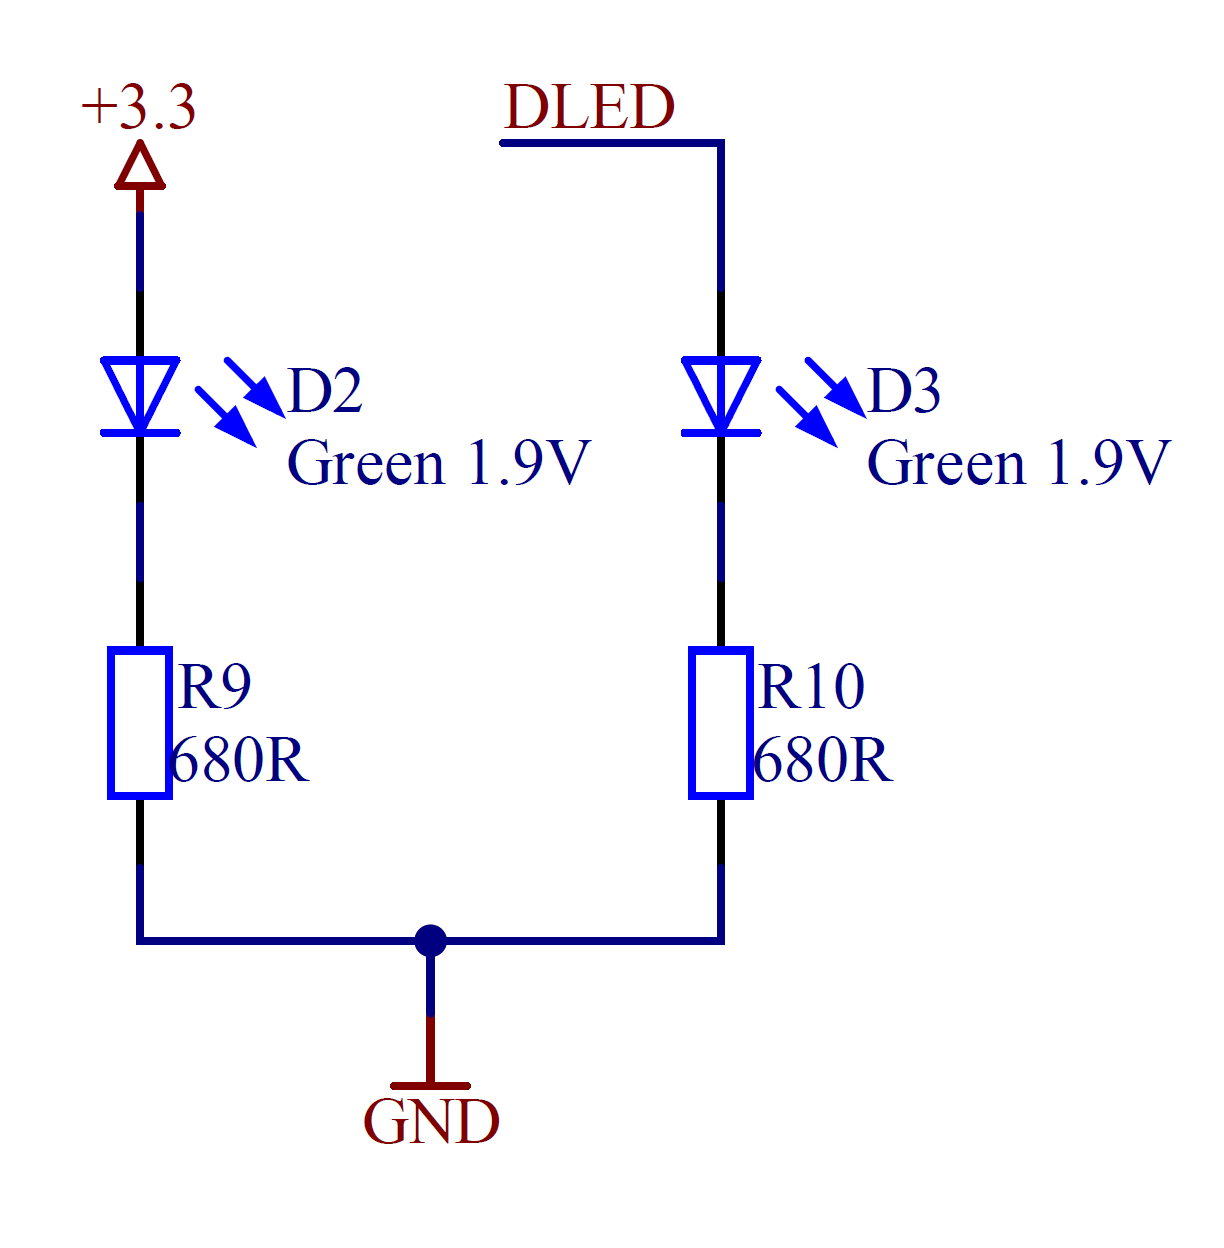 +3.3
DLED
D2
Green 1.9V
D3
Green 1.9V
R9
680R
R10
680R
GND